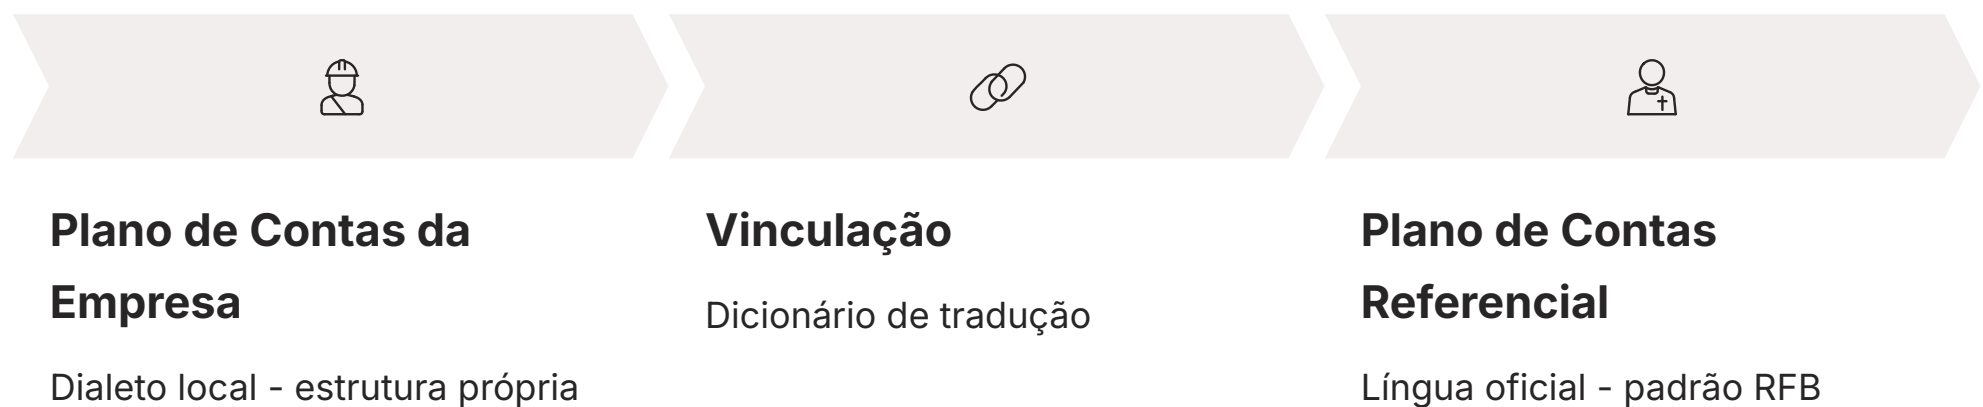 Plano de Contas da
Empresa
Dialeto local - estrutura própria
Vinculação
Dicionário de tradução
Plano de Contas
Referencial
Língua oficial - padrão RFB